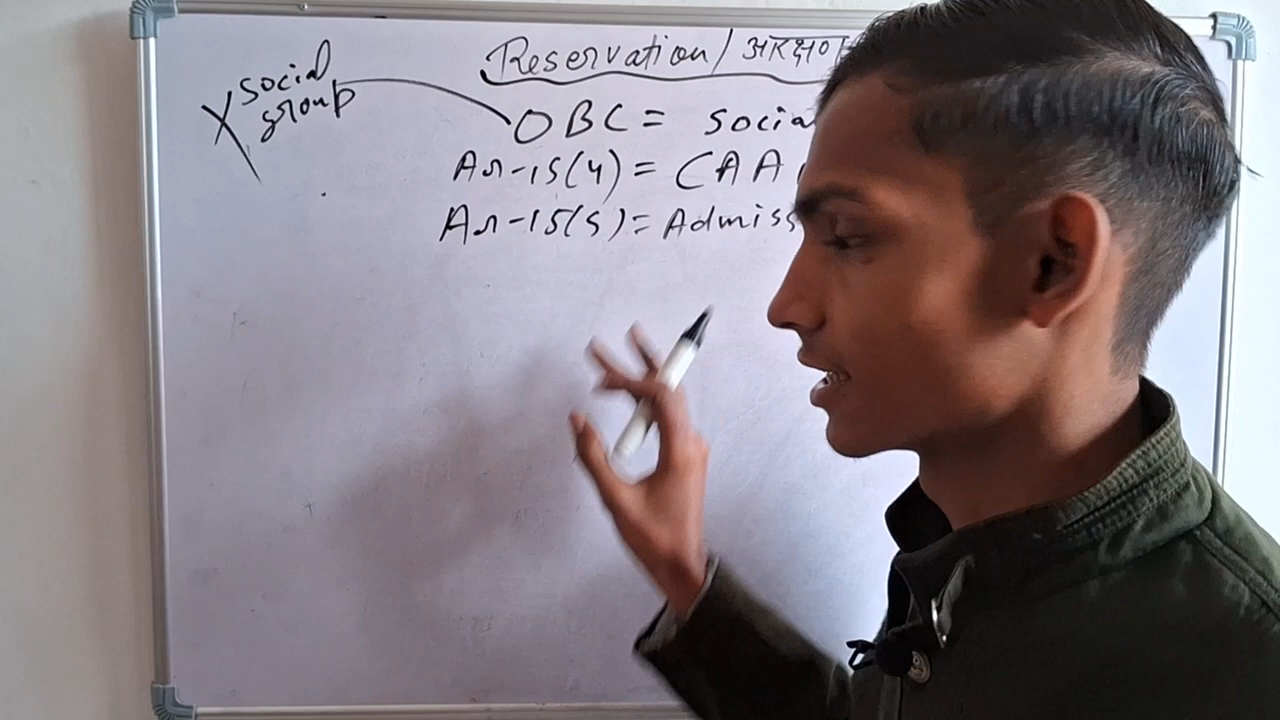 Reservation / आरक्षण
social
group
OBC = social
Ar-15(4) = CAA
Ar-15(5) = Admiss